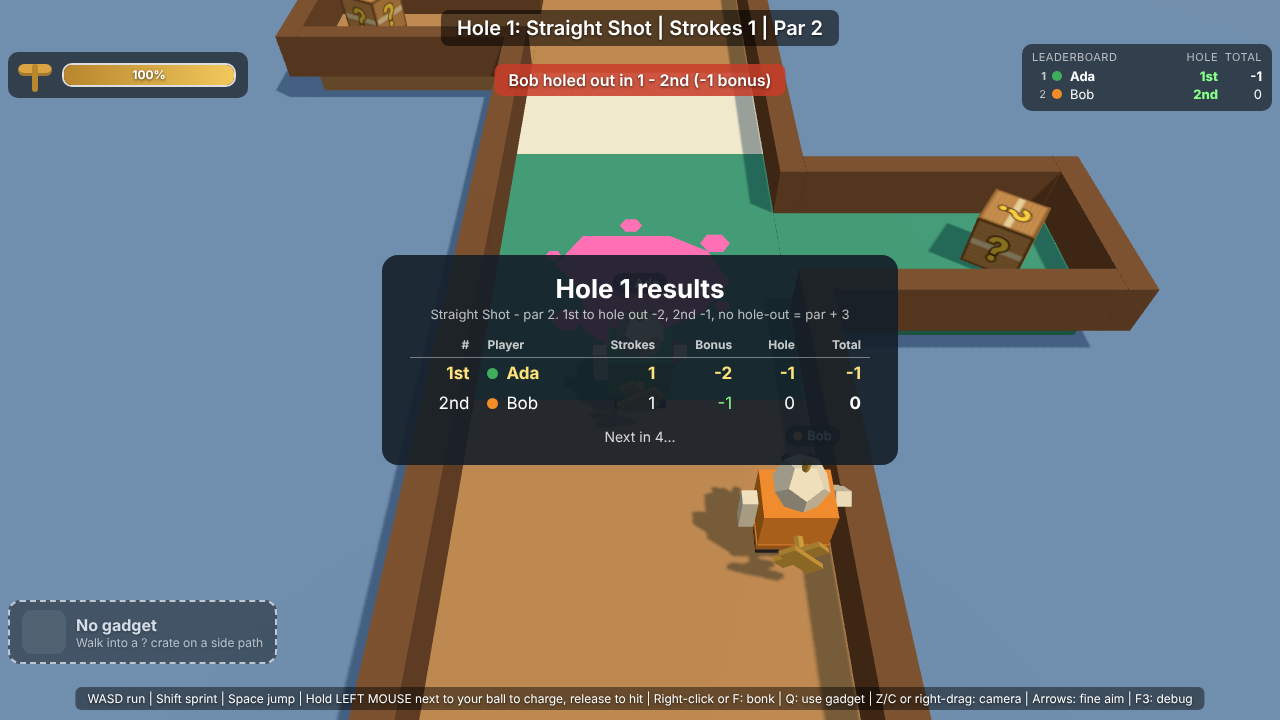 Hole 1: Straight Shot | Strokes 1 | Par 2
100%
Bob holed out in 1 - 2nd (-1 bonus)
LEADERBOARD HOLE TOTAL
1 Ada 1st -1
2 Bob 2nd 0
? ?
?
?
Hole 1 results
Straight Shot - par 2. 1st to hole out -2, 2nd -1, no hole-out = par + 3
# Player Strokes Bonus Hole Total
1st Ada 1 -2 -1 -1
2nd Bob 1 -1 0 0
Next in 4...
Bob
No gadget
Walk into a ? crate on a side path
WASD run | Shift sprint | Space jump | Hold LEFT MOUSE next to your ball to charge, release to hit | Right-click or F: bonk | Q: use gadget | Z/C or right-drag: camera | Arrows: fine aim | F3: debug